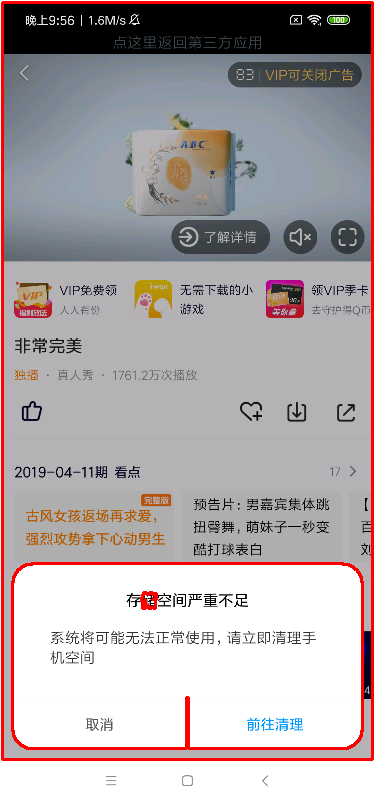 晚上9:56 | 1.6M/s
100
点这里返回第三方应用
83 | VIP可关闭广告
ABC
了解详情
VIP
VIP免费领
人人有份
iwan
无需下载的小
游戏
领VIP季卡
去守护得Q币
非常完美
独播 · 真人秀 · 1761.2万次播放
2019-04-11期 看点
17
完整版
古风女孩返场再求爱，
强烈攻势拿下心动男生
预告片：男嘉宾集体跳
扭臀舞，萌妹子一秒变
酷打球表白
【
百
刘
存储空间严重不足
系统将可能无法正常使用，请立即清理手
机空间
4
取消
前往清理